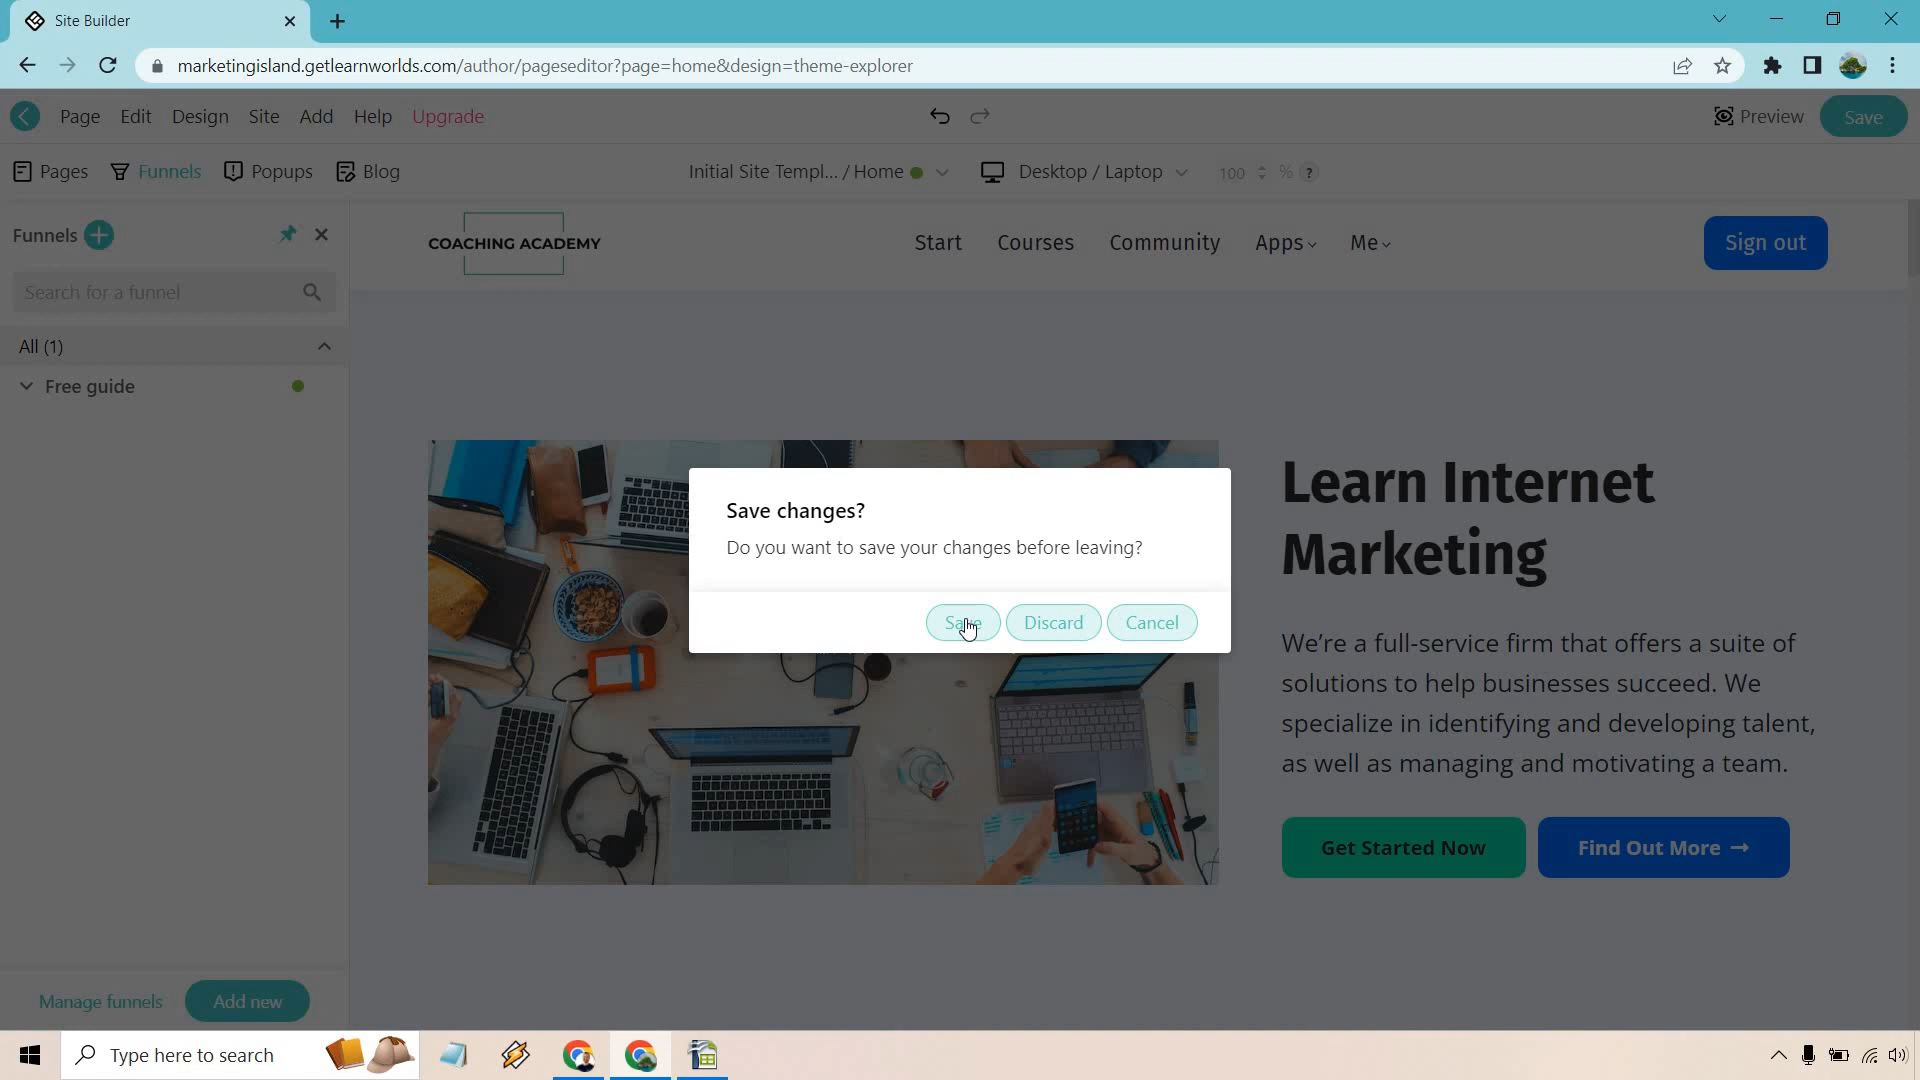 Site Builder
marketingisland.getlearnworlds.com/author/pageseditor?page=home&design=theme-explorer
Page Edit Design Site Add Help Upgrade
Preview Save
Pages Funnels Popups Blog
Initial Site Templ... / Home
Desktop / Laptop
100 % ?
Funnels
Search for a funnel
All (1)
Free guide
Manage funnels Add new
COACHING ACADEMY
Start Courses Community Apps Me
Sign out
Save changes?
Do you want to save your changes before leaving?
Save Discard Cancel
Learn Internet
Marketing
We're a full-service firm that offers a suite of
solutions to help businesses succeed. We
specialize in identifying and developing talent,
as well as managing and motivating a team.
Get Started Now Find Out More →
Type here to search